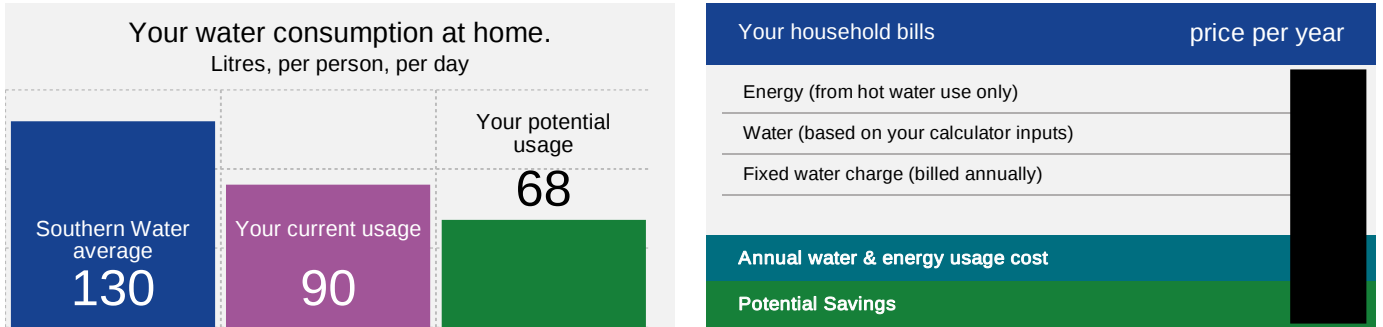 Your water consumption at home.
Litres, per person, per day
Your potential
usage
68
Southern Water
average
130
Your current usage
90
Your household bills
price per year
Energy (from hot water use only)
Water (based on your calculator inputs)
Fixed water charge (billed annually)
Annual water & energy usage cost
Potential Savings